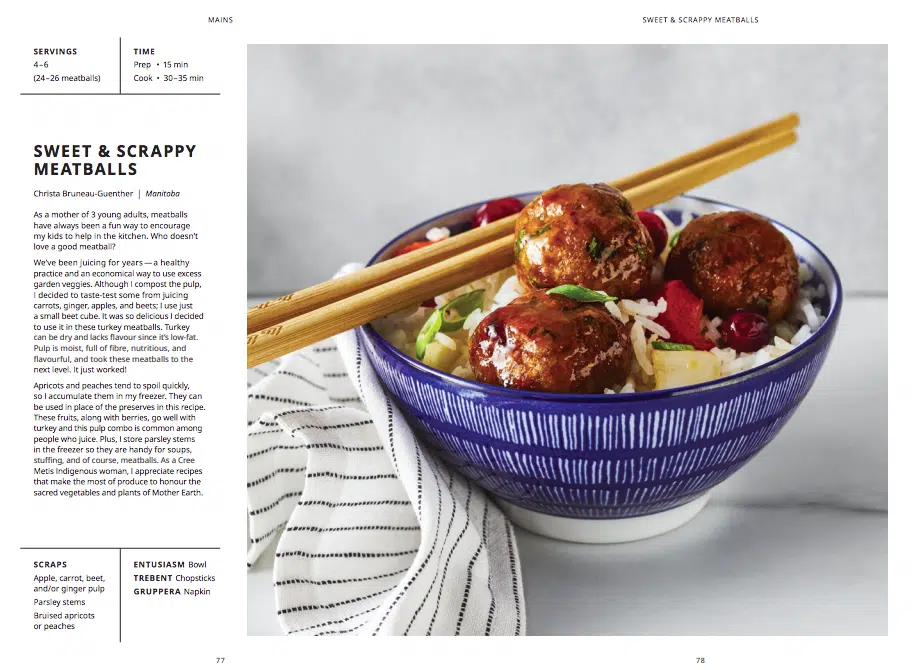 MAINS
SWEET & SCRAPPY MEATBALLS
SERVINGS
4–6
(24–26 meatballs)
TIME
Prep • 15 min
Cook • 30–35 min
SWEET & SCRAPPY
MEATBALLS
Christa Bruneau-Guenther | Manitoba
As a mother of 3 young adults, meatballs
have always been a fun way to encourage
my kids to help in the kitchen. Who doesn't
love a good meatball?
We've been juicing for years — a healthy
practice and an economical way to use excess
garden veggies. Although I compost the pulp,
I decided to taste-test some from juicing
carrots, ginger, apples, and beets; I use just
a small beet cube. It was so delicious I decided
to use it in these turkey meatballs. Turkey
can be dry and lacks flavour since it's low-fat.
Pulp is moist, full of fibre, nutritious, and
flavourful, and took these meatballs to the
next level. It just worked!
Apricots and peaches tend to spoil quickly,
so I accumulate them in my freezer. They can
be used in place of the preserves in this recipe.
These fruits, along with berries, go well with
turkey and this pulp combo is common among
people who juice. Plus, I store parsley stems
in the freezer so they are handy for soups,
stuffing, and of course, meatballs. As a Cree
Metis Indigenous woman, I appreciate recipes
that make the most of produce to honour the
sacred vegetables and plants of Mother Earth.
SCRAPS
Apple, carrot, beet,
and/or ginger pulp
Parsley stems
Bruised apricots
or peaches
ENTUSIASM Bowl
TREBENT Chopsticks
GRUPPERA Napkin
77
78